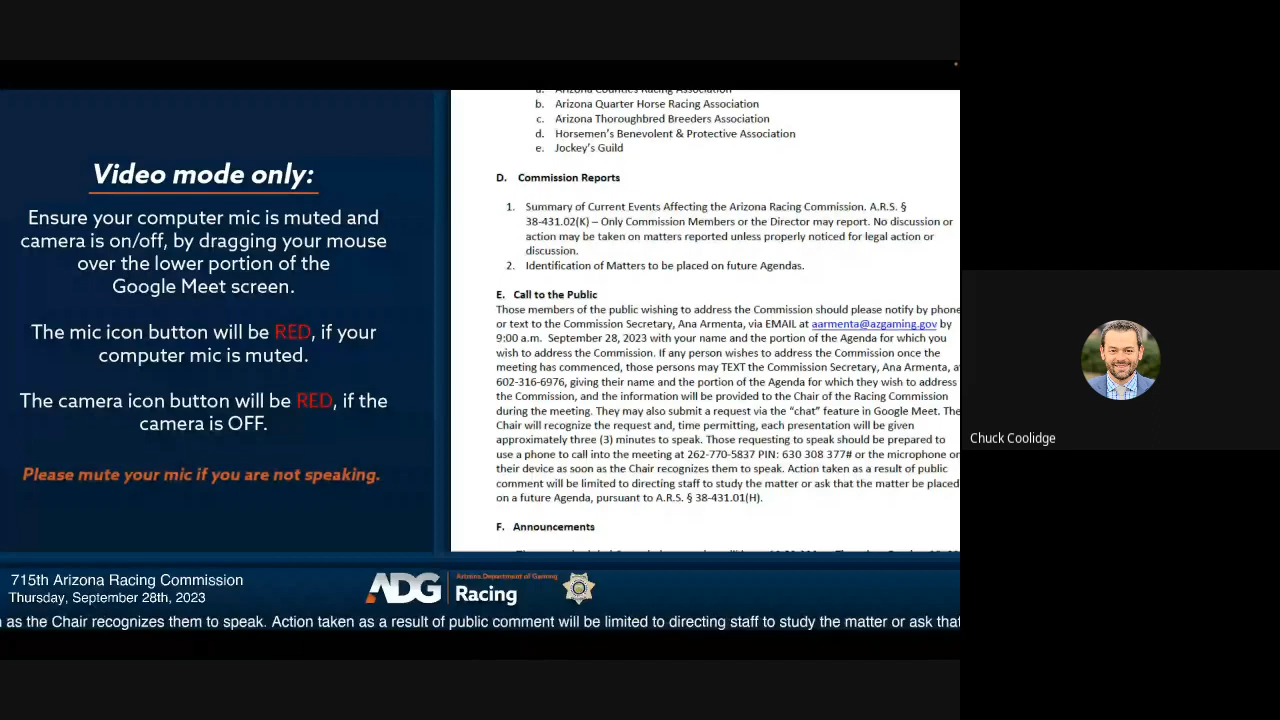 Video mode only:
Ensure your computer mic is muted and
camera is on/off, by dragging your mouse
over the lower portion of the
Google Meet screen.
The mic icon button will be RED, if your
computer mic is muted.
The camera icon button will be RED, if the
camera is OFF.
Please mute your mic if you are not speaking.
a. Arizona Counties Racing Association
b. Arizona Quarter Horse Racing Association
c. Arizona Thoroughbred Breeders Association
d. Horsemen's Benevolent & Protective Association
e. Jockey's Guild
D. Commission Reports
1. Summary of Current Events Affecting the Arizona Racing Commission. A.R.S. §
38-431.02(K) – Only Commission Members or the Director may report. No discussion or
action may be taken on matters reported unless properly noticed for legal action or
discussion.
2. Identification of Matters to be placed on future Agendas.
E. Call to the Public
Those members of the public wishing to address the Commission should please notify by phone
or text to the Commission Secretary, Ana Armenta, via EMAIL at aarmenta@azgaming.gov by
9:00 a.m. September 28, 2023 with your name and the portion of the Agenda for which you
wish to address the Commission. If any person wishes to address the Commission once the
meeting has commenced, those persons may TEXT the Commission Secretary, Ana Armenta, a
602-316-6976, giving their name and the portion of the Agenda for which they wish to address
the Commission, and the information will be provided to the Chair of the Racing Commission
during the meeting. They may also submit a request via the "chat" feature in Google Meet. The
Chair will recognize the request and, time permitting, each presentation will be given
approximately three (3) minutes to speak. Those requesting to speak should be prepared to
use a phone to call into the meeting at 262-770-5837 PIN: 630 308 377# or the microphone on
their device as soon as the Chair recognizes them to speak. Action taken as a result of public
comment will be limited to directing staff to study the matter or ask that the matter be placed
on a future Agenda, pursuant to A.R.S. § 38-431.01(H).
F. Announcements
Chuck Coolidge
715th Arizona Racing Commission
Thursday, September 28th, 2023
ADG
Arizona Department of Gaming
Racing
as the Chair recognizes them to speak. Action taken as a result of public comment will be limited to directing staff to study the matter or ask that